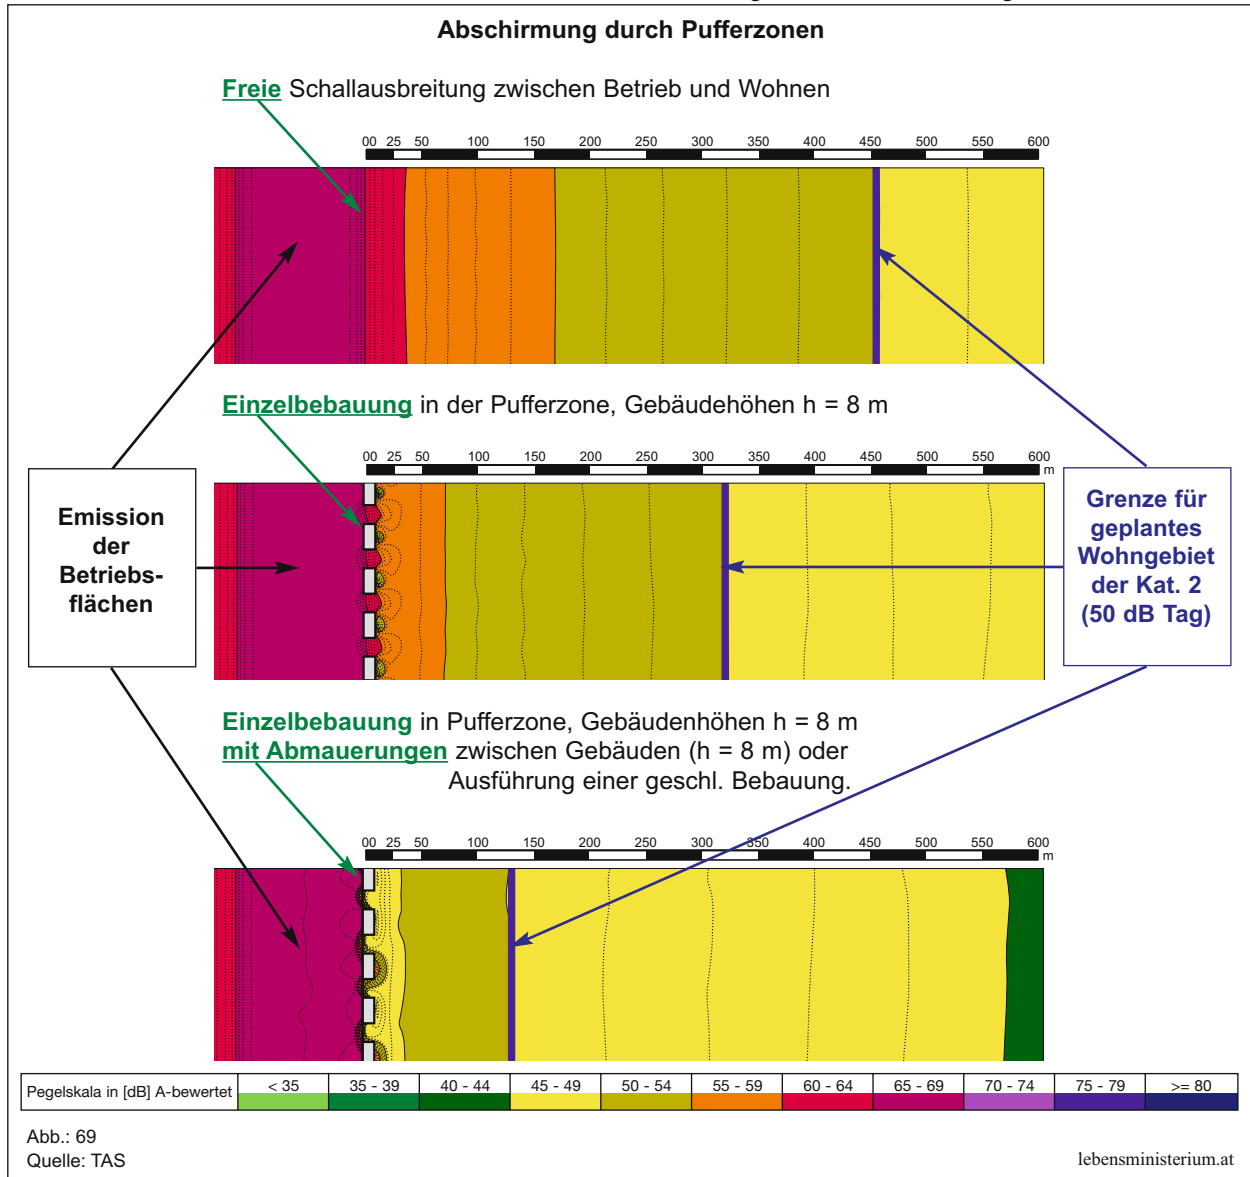 Abschirmung durch Pufferzonen
Freie Schallausbreitung zwischen Betrieb und Wohnen
00 25 50 100 150 200 250 300 350 400 450 500 550 600
Einzelbebauung in der Pufferzone, Gebäudehöhen h = 8 m
00 25 50 100 150 200 250 300 350 400 450 500 550 600
m
Emission
der
Betriebs-
flächen
Grenze für
geplantes
Wohngebiet
der Kat. 2
(50 dB Tag)
Einzelbebauung in Pufferzone, Gebäudenhöhen h = 8 m
mit Abmauerungen zwischen Gebäuden (h = 8 m) oder
Ausführung einer geschl. Bebauung.
00 25 50 100 150 200 250 300 350 400 450 500 550 600
m
Pegelskala in [dB] A-bewertet < 35 35 - 39 40 - 44 45 - 49 50 - 54 55 - 59 60 - 64 65 - 69 70 - 74 75 - 79 >= 80
Abb.: 69
Quelle: TAS
lebensministerium.at